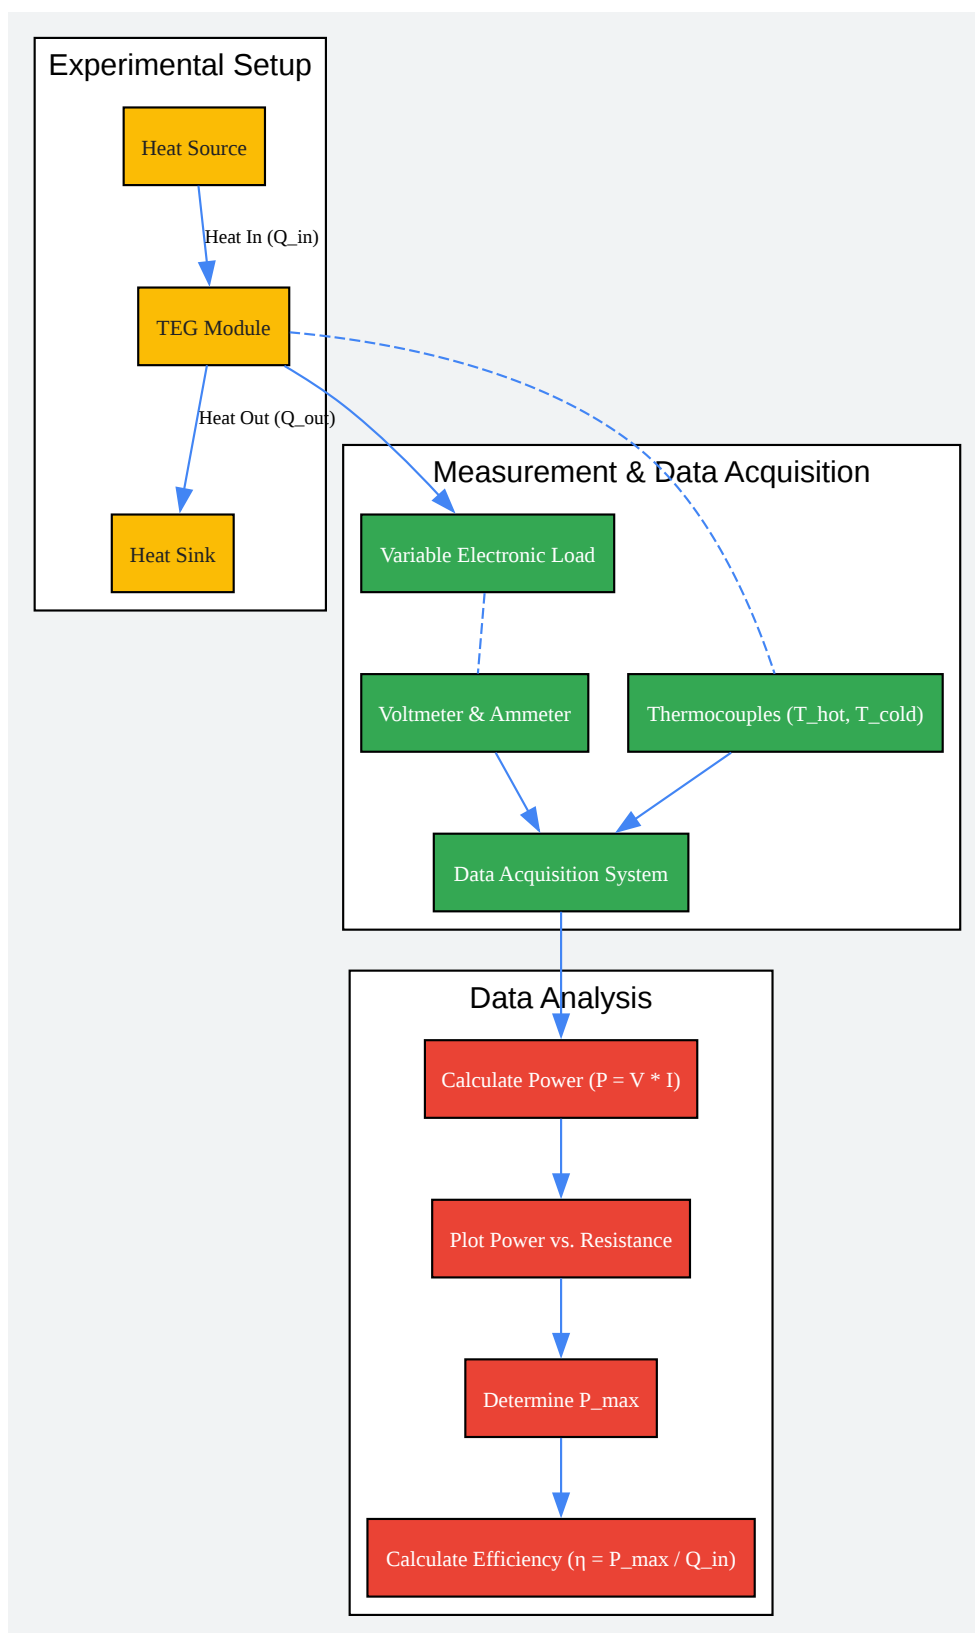 Experimental Setup
Heat Source
Heat In (Q_in)
TEG Module
Heat Out (Q_out)
Heat Sink
Measurement & Data Acquisition
Variable Electronic Load
Voltmeter & Ammeter
Thermocouples (T_hot, T_cold)
Data Acquisition System
Data Analysis
Calculate Power (P = V * I)
Plot Power vs. Resistance
Determine P_max
Calculate Efficiency (η = P_max / Q_in)